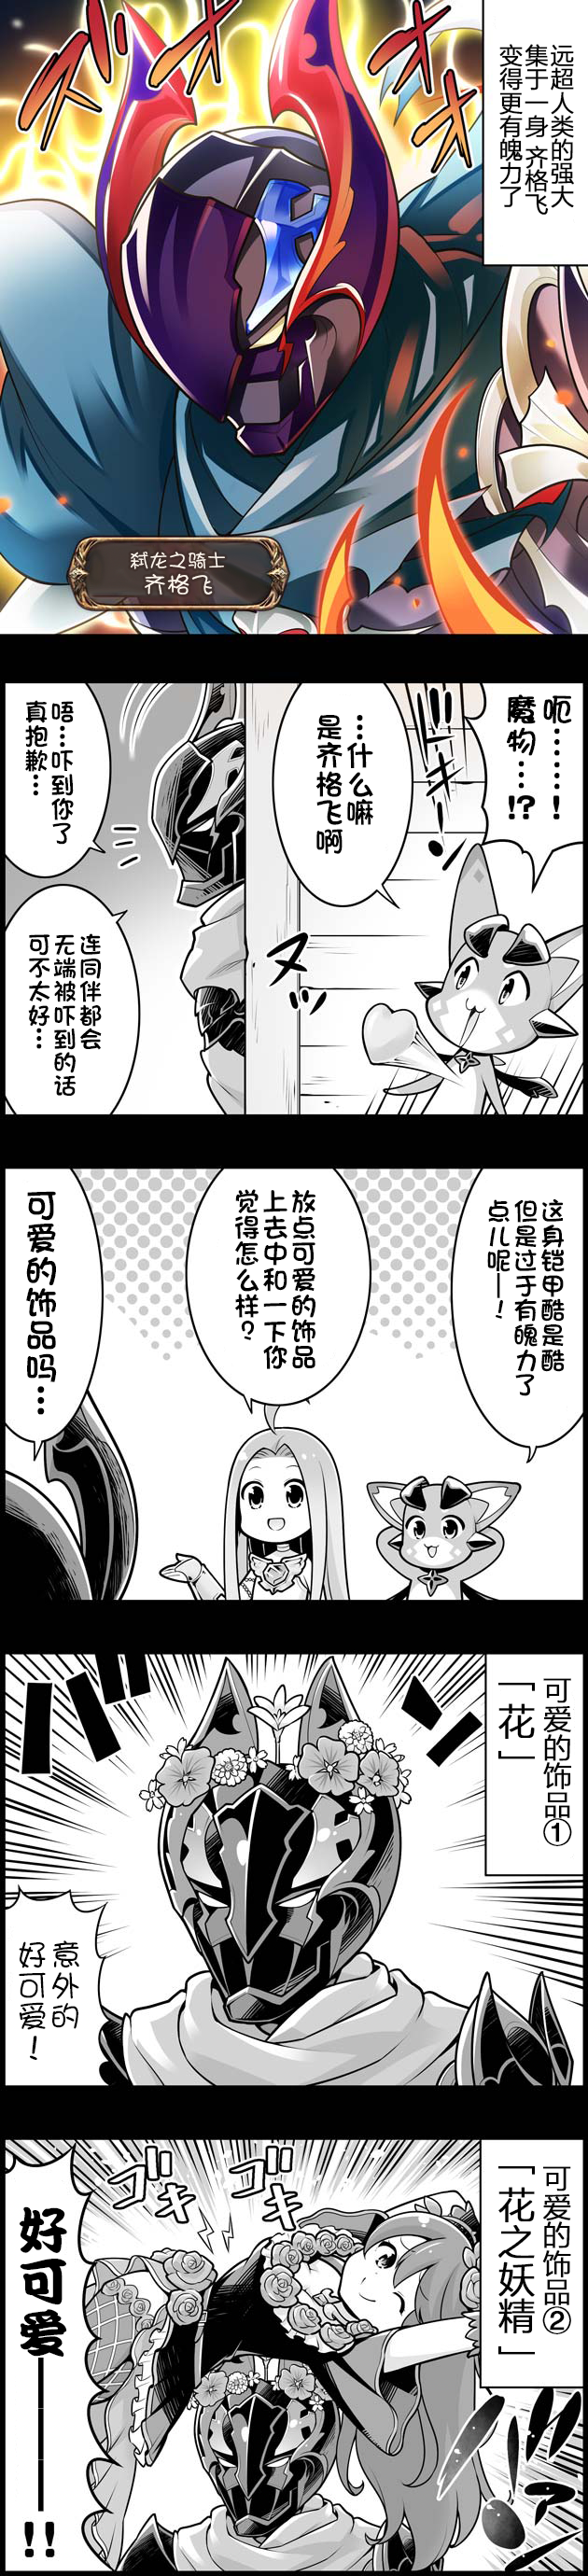 远超人类的强大
集于一身 齐格飞
变得更有魄力了
ズズズズ
弑龙之骑士
齐格飞
呃……！
魔物…!?
ビクッ
…什么嘛
是齐格飞啊
ヌッ
唔…吓到你了
真抱歉…
连同伴都会
无端被吓到的话
可不太好…
这身铠甲酷是酷
但是过于有魄力了
点儿呢—！
放点可爱的饰品
上去中和一下你
觉得怎么样？
可爱的饰品吗…
可爱的饰品①
「花」
意外的
好可爱！
可爱的饰品②
「花之妖精」
ゴキゴキ
好可爱——!!